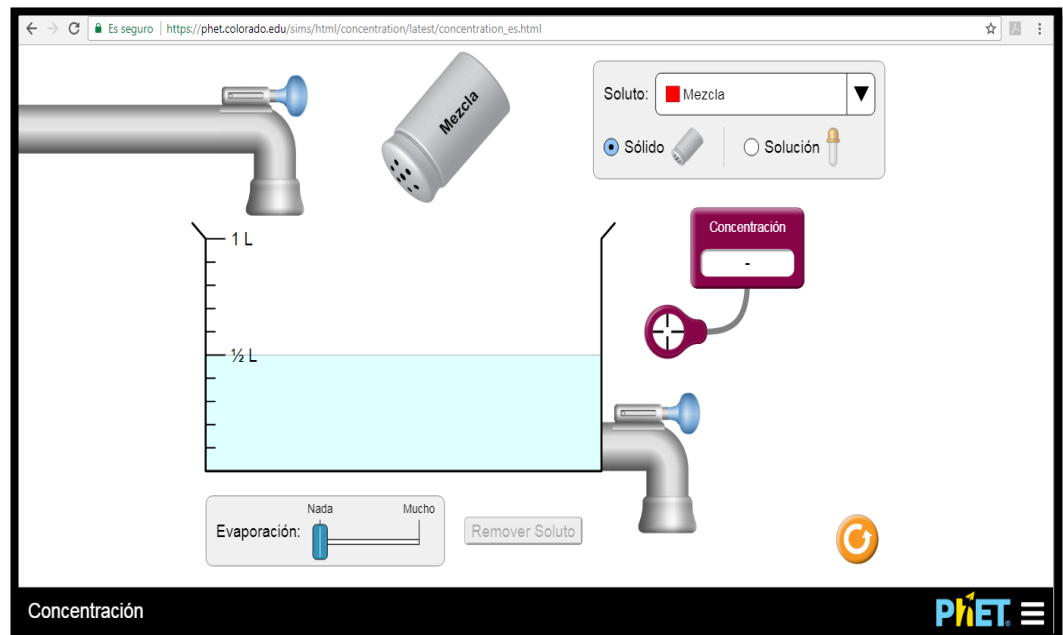 Es seguro | https://phet.colorado.edu/sims/html/concentration/latest/concentration_es.html
Mezcla
Soluto: Mezcla
Sólido Solución
Concentración
-
1 L
½ L
Nada Mucho
Evaporación:
Remover Soluto
Concentración
PhET